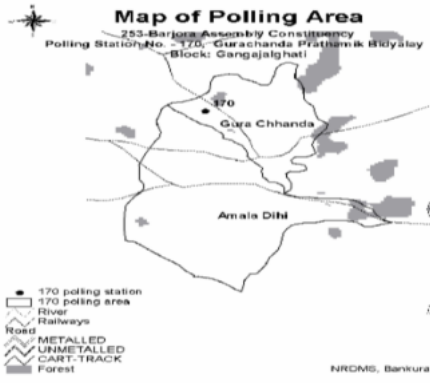 Map of Polling Area
253-Barjora Assembly Constituency
Polling Station No. - 170, Gurachanda Prathamik Bidyalay
Block: Gangajalghati
170
Gura Chhanda
Amala Dihi
170 polling station
170 polling area
River
Railways
Road
METALLED
UNMETALLED
CART-TRACK
Forest
NRDMS, Bankura